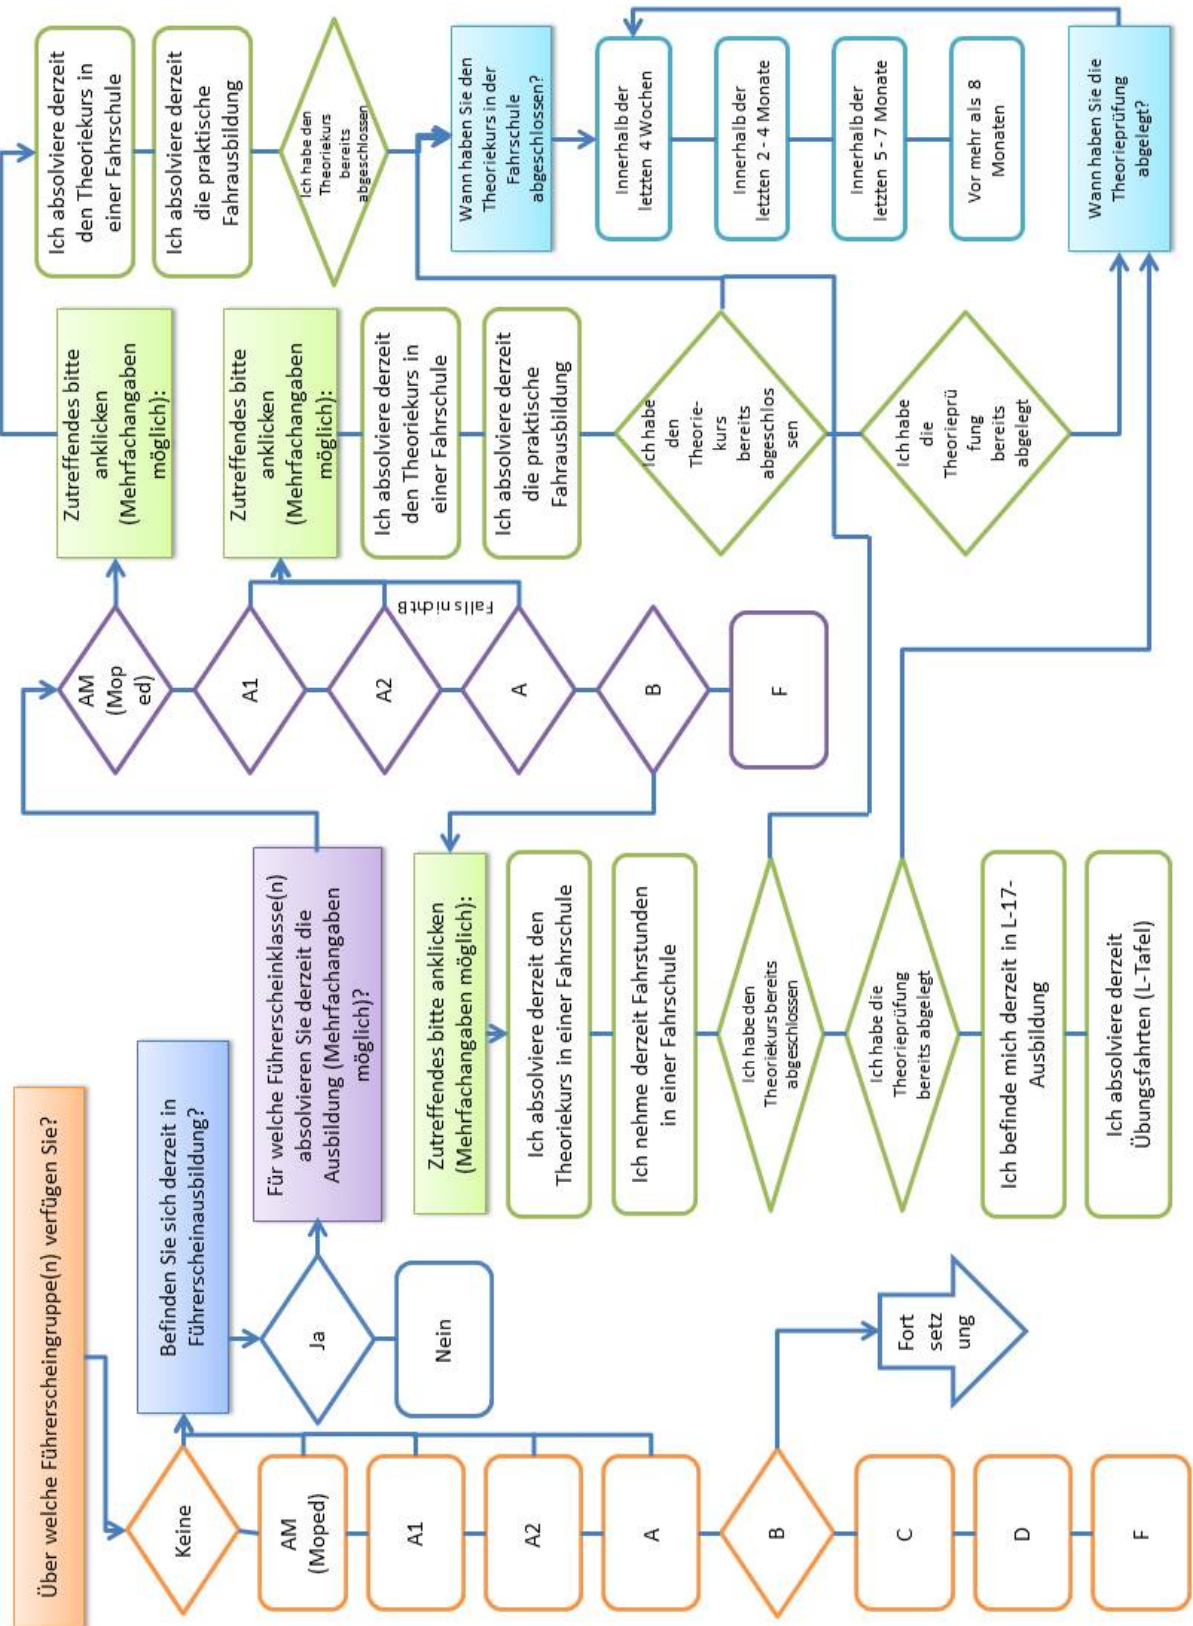 Über welche Führerscheingruppe(n) verfügen Sie?
Keine
AM
(Moped)
A1
A2
A
B
C
D
F
Befinden Sie sich derzeit in
Führerscheinausbildung?
Ja
Nein
Fort
setz
ung
Für welche Führerscheinklasse(n)
absolvieren Sie derzeit die
Ausbildung (Mehrfachangaben
möglich)?
Zutreffendes bitte anklicken
(Mehrfachangaben möglich):
Ich absolviere derzeit den
Theoriekurs in einer Fahrschule
Ich nehme derzeit Fahrstunden
in einer Fahrschule
Ich habe den
Theoriekurs bereits
abgeschlossen
Ich habe die
Theorieprüfung
bereits abgelegt
Ich befinde mich derzeit in L-17-
Ausbildung
Ich absolviere derzeit
Übungsfahrten (L-Tafel)
AM
(Mop
ed)
A1
A2
A
B
F
Falls nicht B
Zutreffendes bitte
anklicken
(Mehrfachangaben
möglich):
Zutreffendes bitte
anklicken
(Mehrfachangaben
möglich):
Ich absolviere derzeit
den Theoriekurs in
einer Fahrschule
Ich absolviere derzeit
die praktische
Fahrausbildung
Ich habe
den
Theorie-
kurs
bereits
abgeschlos
sen
Ich habe
die
Theorieprü
fung
bereits
abgelegt
Ich absolviere derzeit
den Theoriekurs in
einer Fahrschule
Ich absolviere derzeit
die praktische
Fahrausbildung
Ich habe den
Theoriekurs
bereits
abgeschlossen
Wann haben Sie den
Theoriekurs in der
Fahrschule
abgeschlossen?
Innerhalb der
letzten 4 Wochen
Innerhalb der
letzten 2 - 4 Monate
Innerhalb der
letzten 5 - 7 Monate
Vor mehr als 8
Monaten
Wann haben Sie die
Theorieprüfung
abgelegt?